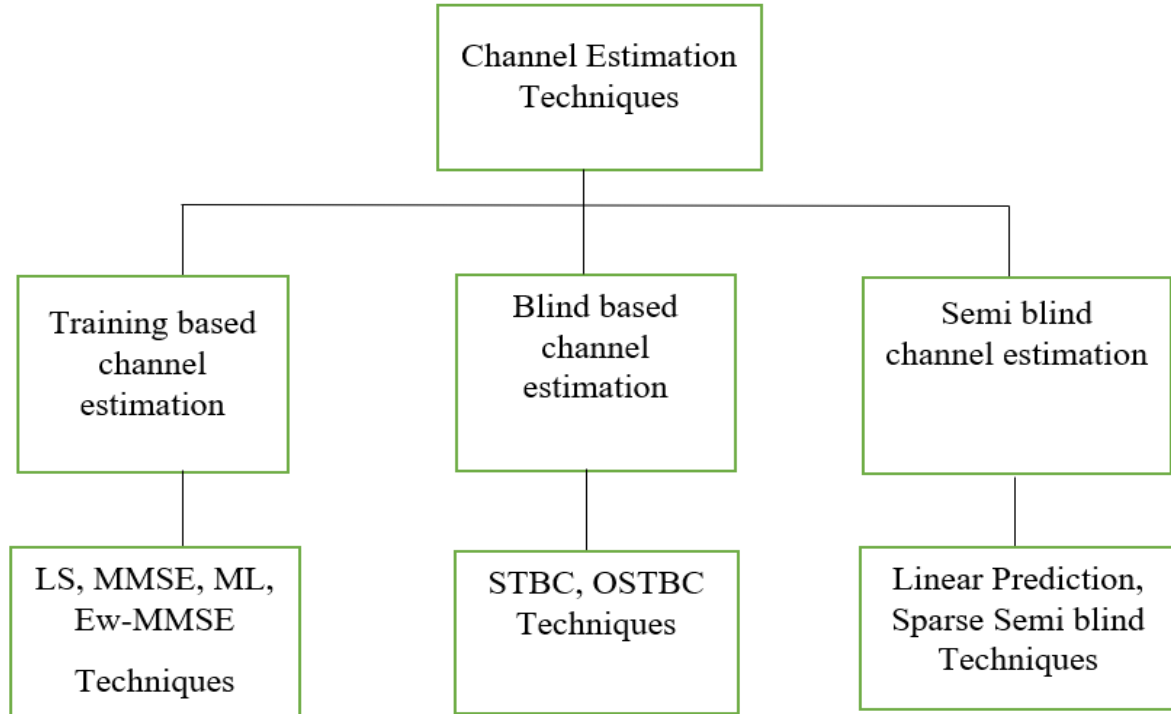 Channel Estimation
Techniques
Training based
channel
estimation
Blind based
channel
estimation
Semi blind
channel estimation
LS, MMSE, ML,
Ew-MMSE
Techniques
STBC, OSTBC
Techniques
Linear Prediction,
Sparse Semi blind
Techniques